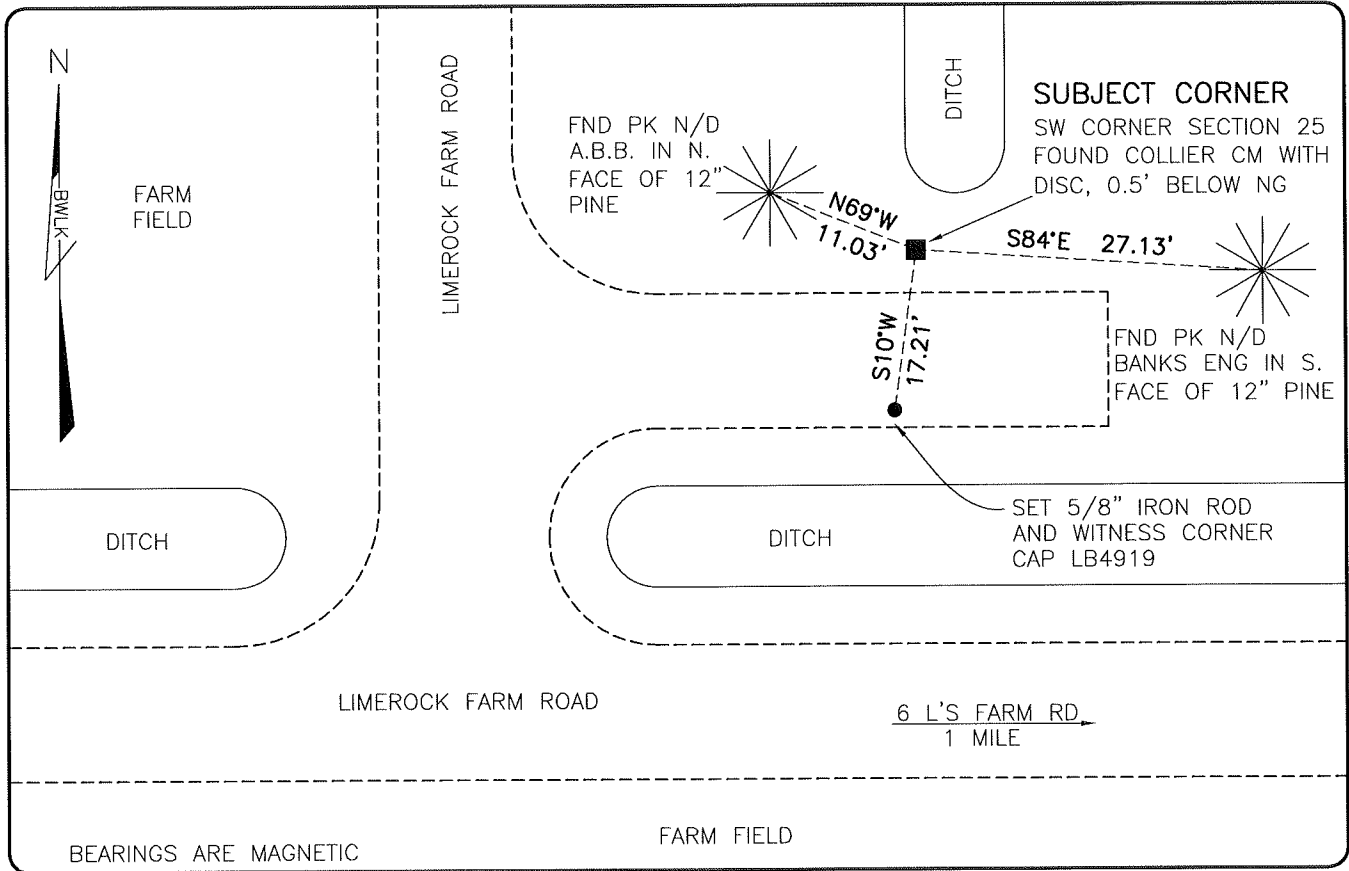 N
BWLK
FARM
FIELD
LIMEROCK FARM ROAD
FND PK N/D
A.B.B. IN N.
FACE OF 12"
PINE
DITCH
SUBJECT CORNER
SW CORNER SECTION 25
FOUND COLLIER CM WITH
DISC, 0.5' BELOW NG
N69°W
11.03'
S84°E 27.13'
S10°W
17.21'
FND PK N/D
BANKS ENG IN S.
FACE OF 12" PINE
SET 5/8" IRON ROD
AND WITNESS CORNER
CAP LB4919
DITCH
DITCH
LIMEROCK FARM ROAD
6 L'S FARM RD
1 MILE
FARM FIELD
BEARINGS ARE MAGNETIC